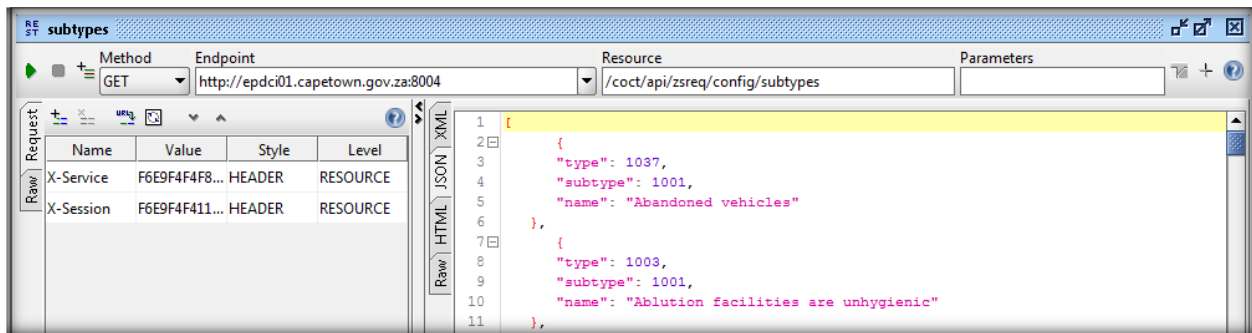 RE
ST subtypes
Method Endpoint Resource Parameters
GET http://epdci01.capetown.gov.za:8004 /coct/api/zsreq/config/subtypes
Request
Raw
URL
Name Value Style Level
X-Service F6E9F4F4F8... HEADER RESOURCE
X-Session F6E9F4F411... HEADER RESOURCE
XML
JSON
HTML
Raw
1 [
2 {
3 "type": 1037,
4 "subtype": 1001,
5 "name": "Abandoned vehicles"
6 },
7 {
8 "type": 1003,
9 "subtype": 1001,
10 "name": "Ablution facilities are unhygienic"
11 },